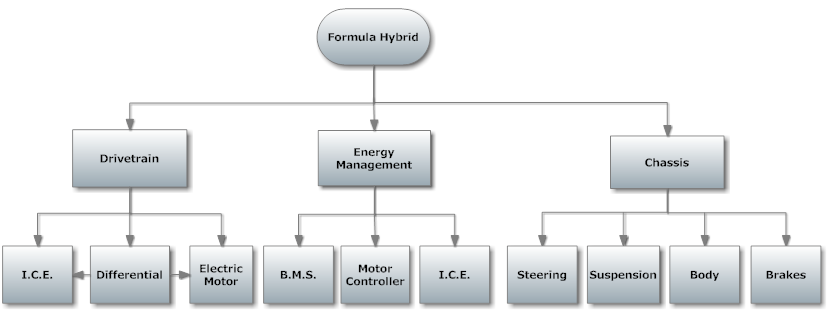 Formula Hybrid
Drivetrain
Energy
Management
Chassis
I.C.E.
Differential
Electric
Motor
B.M.S.
Motor
Controller
I.C.E.
Steering
Suspension
Body
Brakes